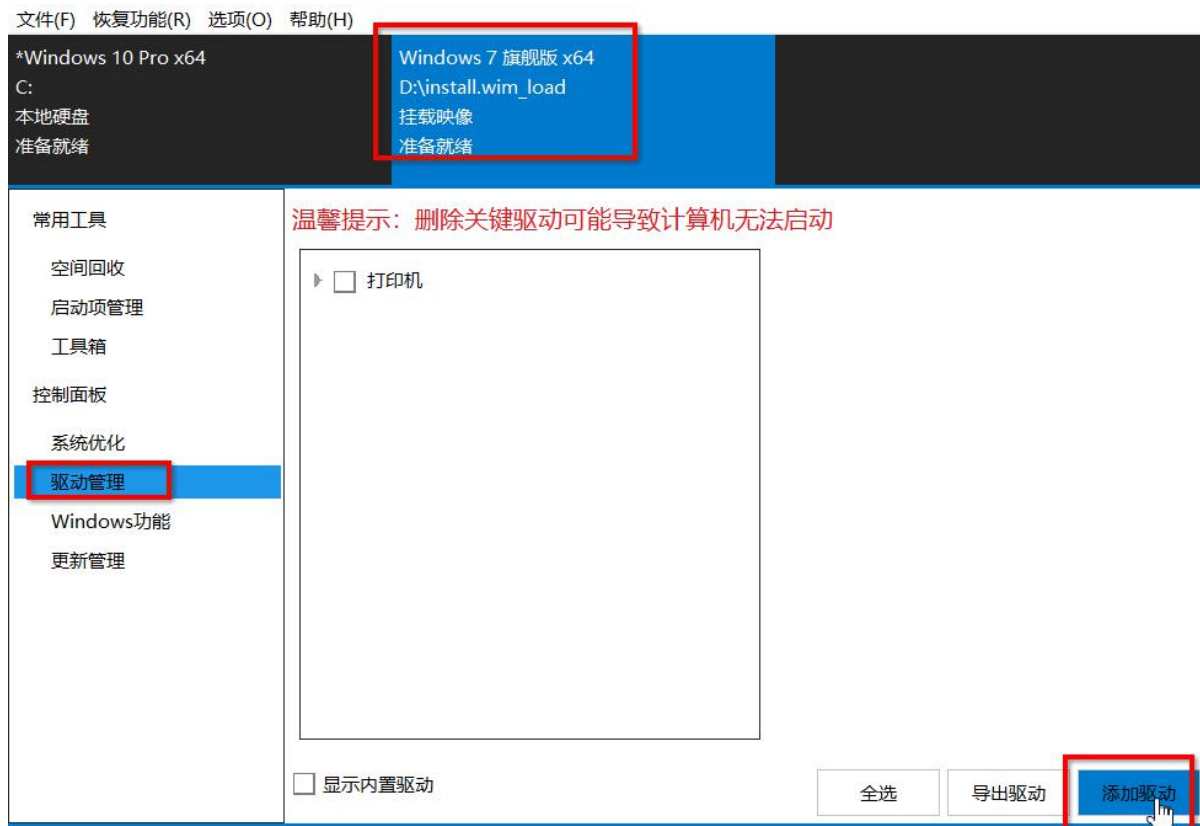 文件(F) 恢复功能(R) 选项(O) 帮助(H)
*Windows 10 Pro x64
C:
本地硬盘
准备就绪
Windows 7 旗舰版 x64
D:\install.wim_load
挂载映像
准备就绪
常用工具
空间回收
启动项管理
工具箱
控制面板
系统优化
驱动管理
Windows功能
更新管理
温馨提示：删除关键驱动可能导致计算机无法启动
打印机
显示内置驱动
全选
导出驱动
添加驱动